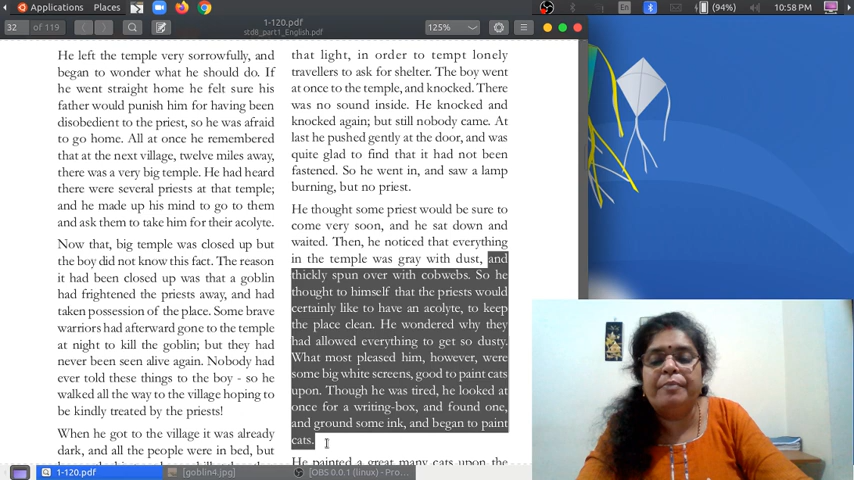 Applications
Places
En
(94%)
10:58 PM
32
of 119
1-120.pdf
std8_part1_English.pdf
125%
He left the temple very sorrowfully, and
began to wonder what he should do. If
he went straight home he felt sure his
father would punish him for having been
disobedient to the priest, so he was afraid
to go home. All at once he remembered
that at the next village, twelve miles away,
there was a very big temple. He had heard
there were several priests at that temple;
and he made up his mind to go to them
and ask them to take him for their acolyte.
Now that, big temple was closed up but
the boy did not know this fact. The reason
it had been closed up was that a goblin
had frightened the priests away, and had
taken possession of the place. Some brave
warriors had afterward gone to the temple
at night to kill the goblin; but they had
never been seen alive again. Nobody had
ever told these things to the boy - so he
walked all the way to the village hoping to
be kindly treated by the priests!
When he got to the village it was already
dark, and all the people were in bed, but
that light, in order to tempt lonely
travellers to ask for shelter. The boy went
at once to the temple, and knocked. There
was no sound inside. He knocked and
knocked again; but still nobody came. At
last he pushed gently at the door, and was
quite glad to find that it had not been
fastened. So he went in, and saw a lamp
burning, but no priest.
He thought some priest would be sure to
come very soon, and he sat down and
waited. Then, he noticed that everything
in the temple was gray with dust, and
thickly spun over with cobwebs. So he
thought to himself that the priests would
certainly like to have an acolyte, to keep
the place clean. He wondered why they
had allowed everything to get so dusty.
What most pleased him, however, were
some big white screens, good to paint cats
upon. Though he was tired, he looked at
once for a writing-box, and found one,
and ground some ink, and began to paint
cats.
He painted a great many cats upon the
1-120.pdf
[goblin4.jpg]
[OBS 0.0.1 (linux) - Pro...